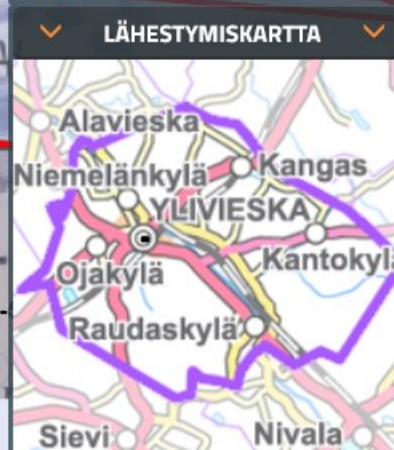 LÄHESTYMISKARTTA
Alavieska
Niemelänkylä
Kangas
YLIVIESKA
Ojakylä
Kantokylä
Raudaskylä
Sievi
Nivala